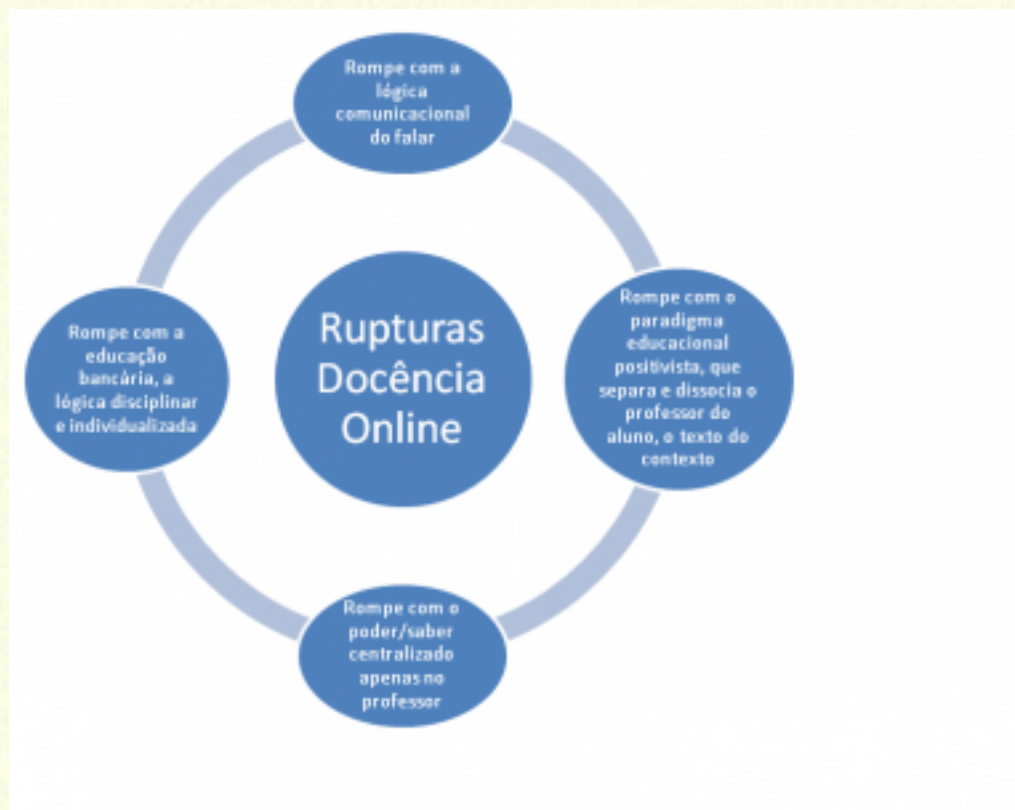 Rompe com a
lógica
comunicacional
do falar
Rupturas
Docência
Online
Rompe com o
paradigma
educacional
positivista, que
separa e dissocia o
professor do
aluno, o texto do
contexto
Rompe com o
poder/saber
centralizado
apenas no
professor
Rompe com a
educação
bancária, a
lógica disciplinar
e individualizada